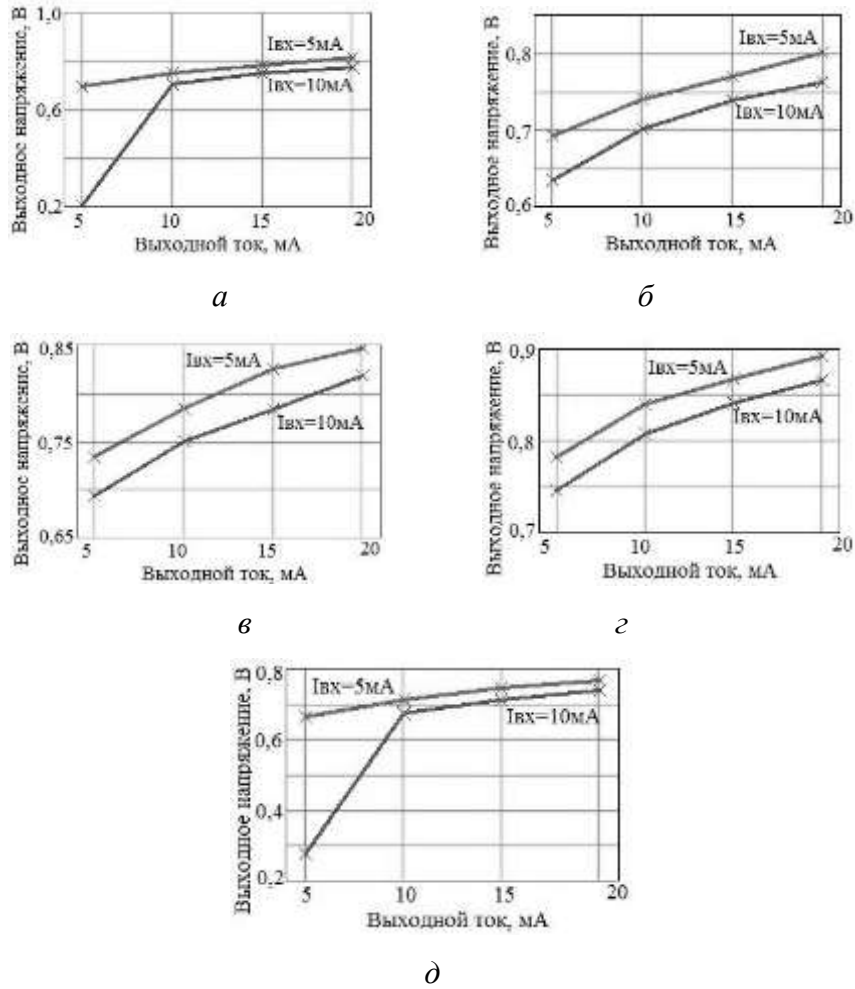 Выходное напряжение, В
1,0
0,6
0,2
Iвх=5мА
Iвх=10мА
5 10 15 20
Выходной ток, мА
а
Выходное напряжение, В
0,8
0,7
0,6
Iвх=5мА
Iвх=10мА
5 10 15 20
Выходной ток, мА
б
Выходное напряжение, В
0,85
0,75
0,65
Iвх=5мА
Iвх=10мА
5 10 15 20
Выходной ток, мА
в
Выходное напряжение, В
0,9
0,8
0,7
Iвх=5мА
Iвх=10мА
5 10 15 20
Выходной ток, мА
г
Выходное напряжение, В
0,8
0,6
0,4
0,2
Iвх=5мА
Iвх=10мА
5 10 15 20
Выходной ток, мА
д